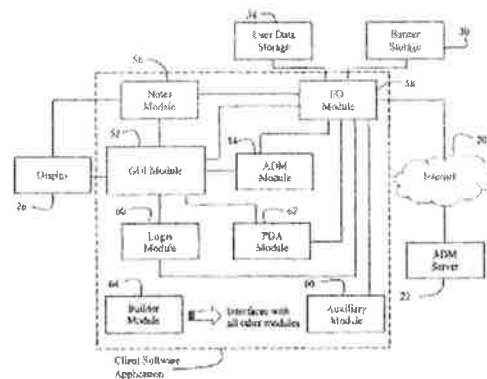 34
User Data
Storage
Banner
Storage
30
56
Notes
Module
I/O
Module
58
52
GUI Module
54
ADM
Module
Display
26
20
Internet
60
Login
Module
62
PDA
Module
ADM
Server
22
64
Builder
Module
Interfaces with
all other modules
Auxiliary
Module
Client Software
Application